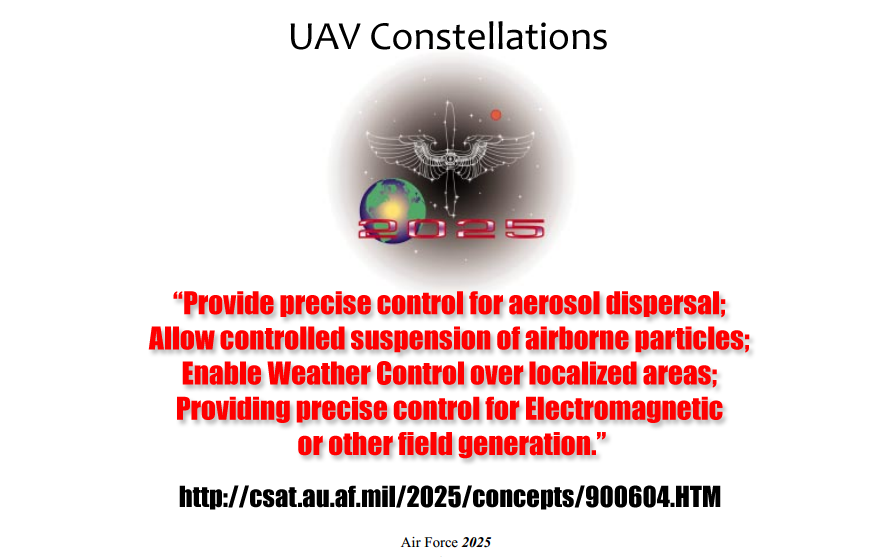 UAV Constellations
2025
“Provide precise control for aerosol dispersal;
Allow controlled suspension of airborne particles;
Enable Weather Control over localized areas;
Providing precise control for Electromagnetic
or other field generation.”
http://csat.au.af.mil/2025/concepts/900604.HTM
Air Force 2025